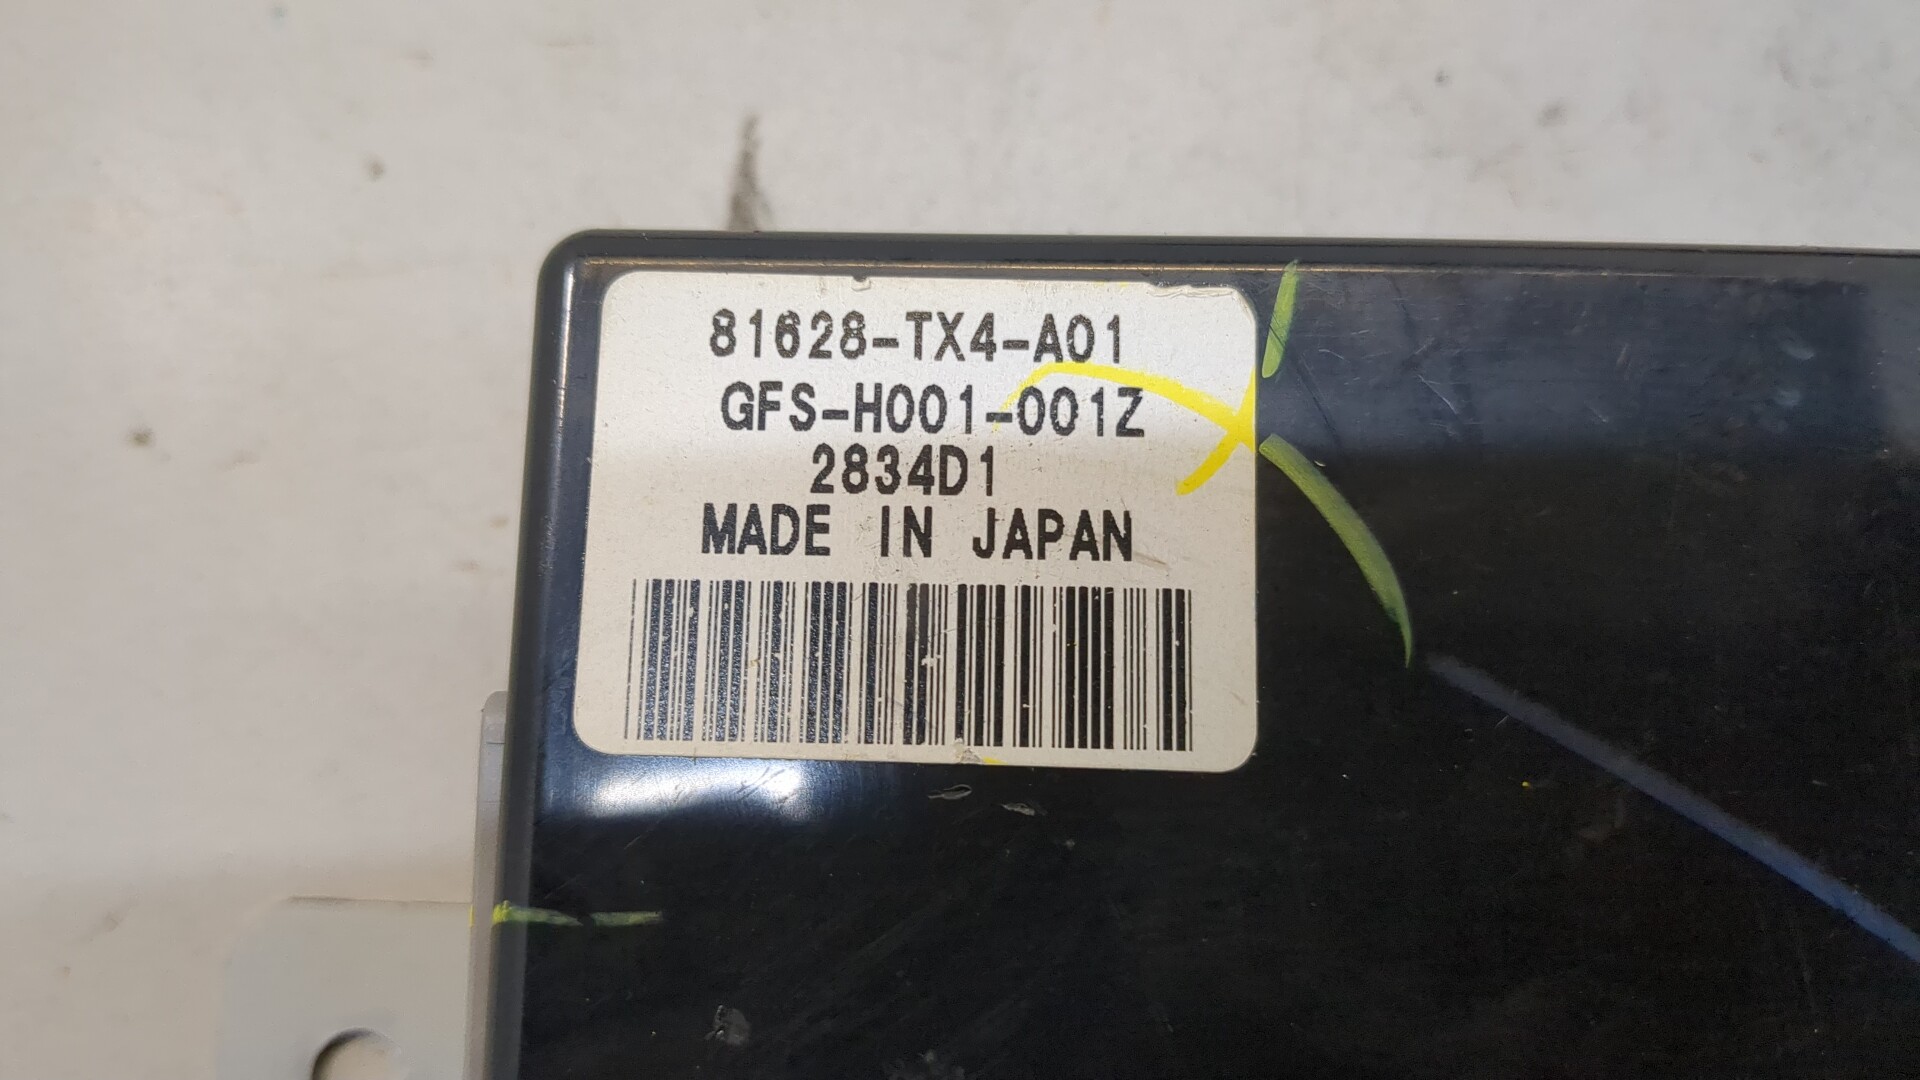 81628-TX4-A01
GFS-H001-001Z
2834D1
MADE IN JAPAN